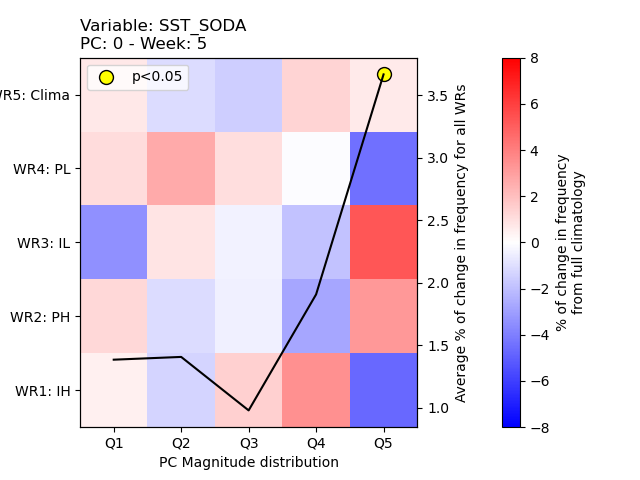 Variable: SST_SODA
PC: 0 - Week: 5
p<0.05
WR5: Clima
WR4: PL
WR3: IL
WR2: PH
WR1: IH
Q1 Q2 Q3 Q4 Q5
PC Magnitude distribution
3.5
3.0
2.5
2.0
1.5
1.0
Average % of change in frequency for all WRs
8
6
4
2
0
−2
−4
−6
−8
% of change in frequency
from full climatology